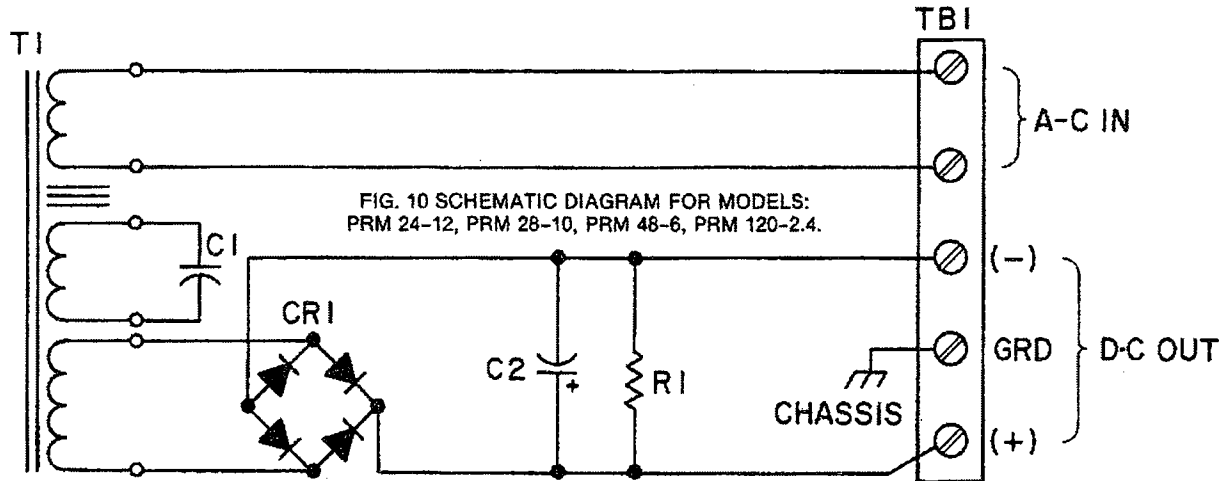 TB1
T1
A-C IN
FIG. 10 SCHEMATIC DIAGRAM FOR MODELS:
PRM 24-12, PRM 28-10, PRM 48-6, PRM 120-2.4.
C1
(-)
CR1
C2
+
R1
GRD
D-C OUT
CHASSIS
(+)